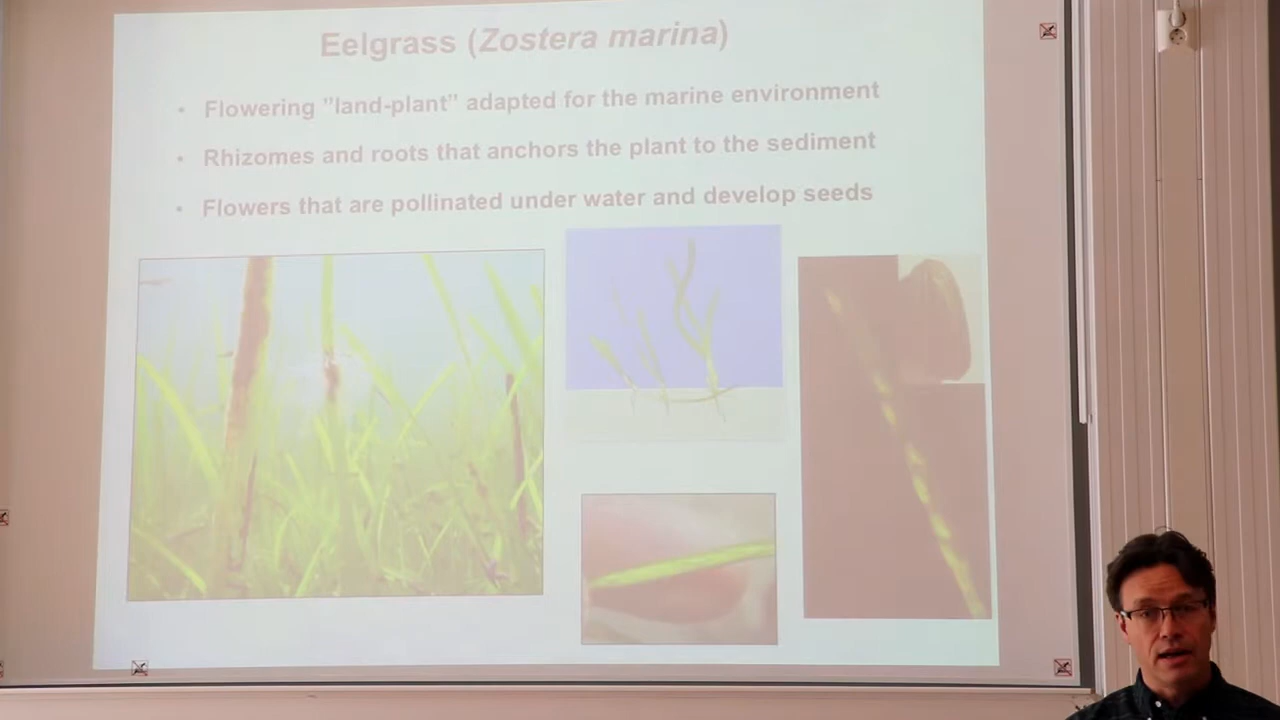 Eelgrass (Zostera marina)
• Flowering ”land-plant” adapted for the marine environment
• Rhizomes and roots that anchors the plant to the sediment
• Flowers that are pollinated under water and develop seeds